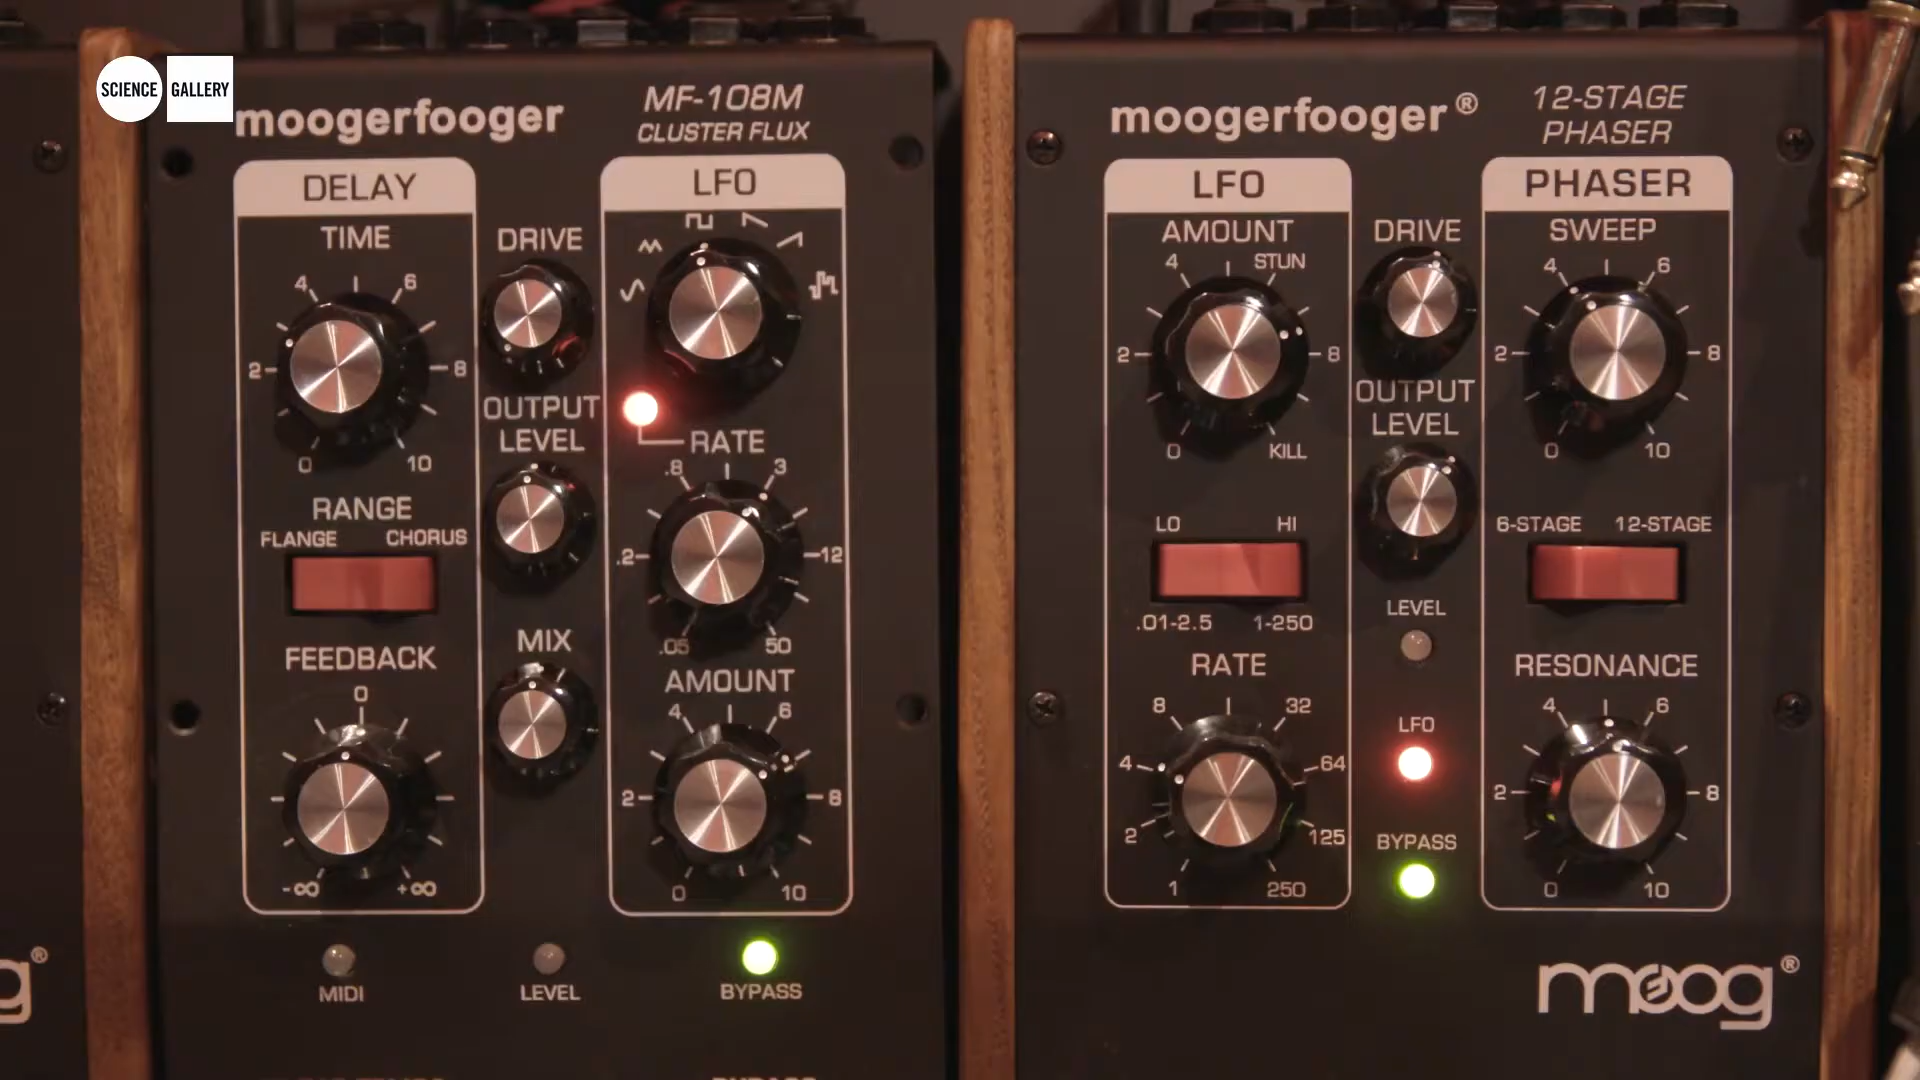 SCIENCE GALLERY
moogerfooger
MF-108M
CLUSTER FLUX
DELAY
TIME
4 6
2 8
0 10
RANGE
FLANGE CHORUS
FEEDBACK
0
-∞ +∞
DRIVE
OUTPUT
LEVEL
MIX
LFO
RATE
.8 3
.2 12
.05 50
AMOUNT
4 6
2 8
0 10
MIDI
LEVEL
BYPASS
moogerfooger®
12-STAGE
PHASER
LFO
AMOUNT
4 STUN
2 8
0 KILL
LO HI
.01-2.5 1-250
RATE
8 32
4 64
2 125
1 250
DRIVE
OUTPUT
LEVEL
LEVEL
LFO
BYPASS
PHASER
SWEEP
4 6
2 8
0 10
6-STAGE 12-STAGE
RESONANCE
4 6
2 8
0 10
moog®
g®